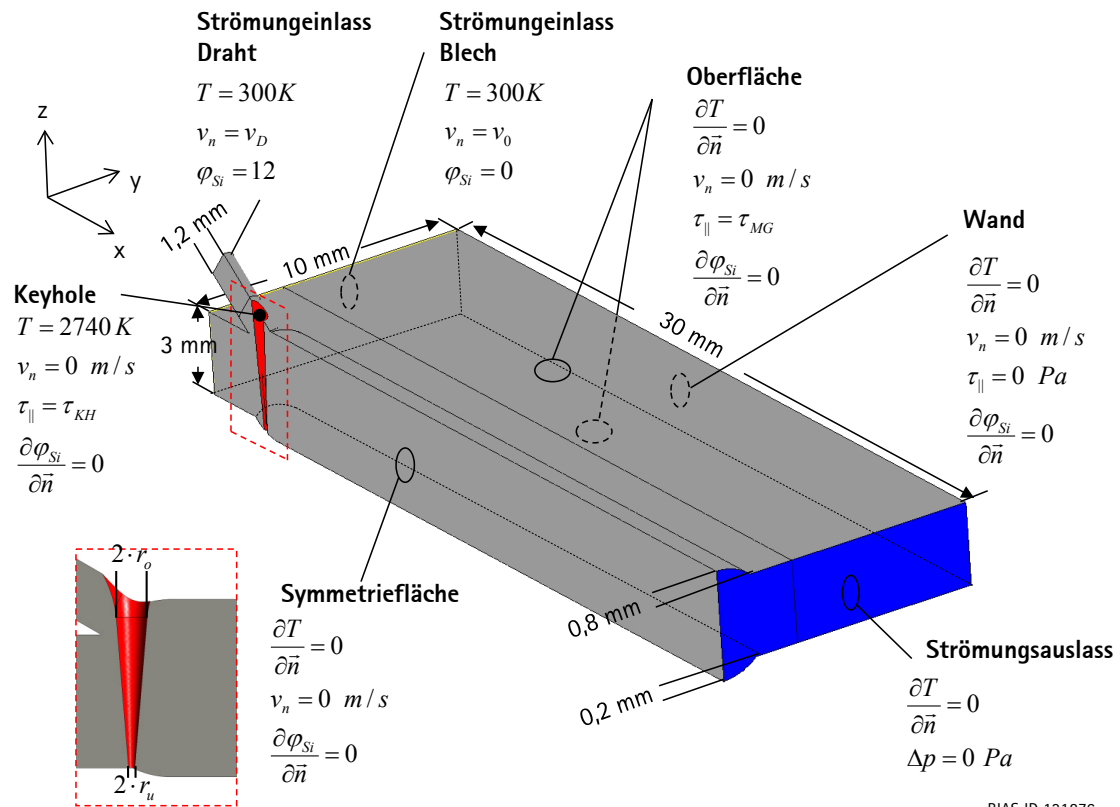 Strömungseinlass
Draht
T = 300K
v_n = v_D
φ_Si = 12
Strömungeinlass
Blech
T = 300K
v_n = v_0
φ_Si = 0
Oberfläche
∂T/∂n⃗ = 0
v_n = 0 m/s
τ_|| = τ_MG
∂φ_Si/∂n⃗ = 0
Wand
∂T/∂n⃗ = 0
v_n = 0 m/s
τ_|| = 0 Pa
∂φ_Si/∂n⃗ = 0
z
y
x
1,2 mm
10 mm
30 mm
3 mm
Keyhole
T = 2740 K
v_n = 0 m/s
τ_|| = τ_KH
∂φ_Si/∂n⃗ = 0
2·r_o
2·r_u
Symmetriefläche
∂T/∂n⃗ = 0
v_n = 0 m/s
∂φ_Si/∂n⃗ = 0
0,8 mm
0,2 mm
Strömungsauslass
∂T/∂n⃗ = 0
Δp = 0 Pa